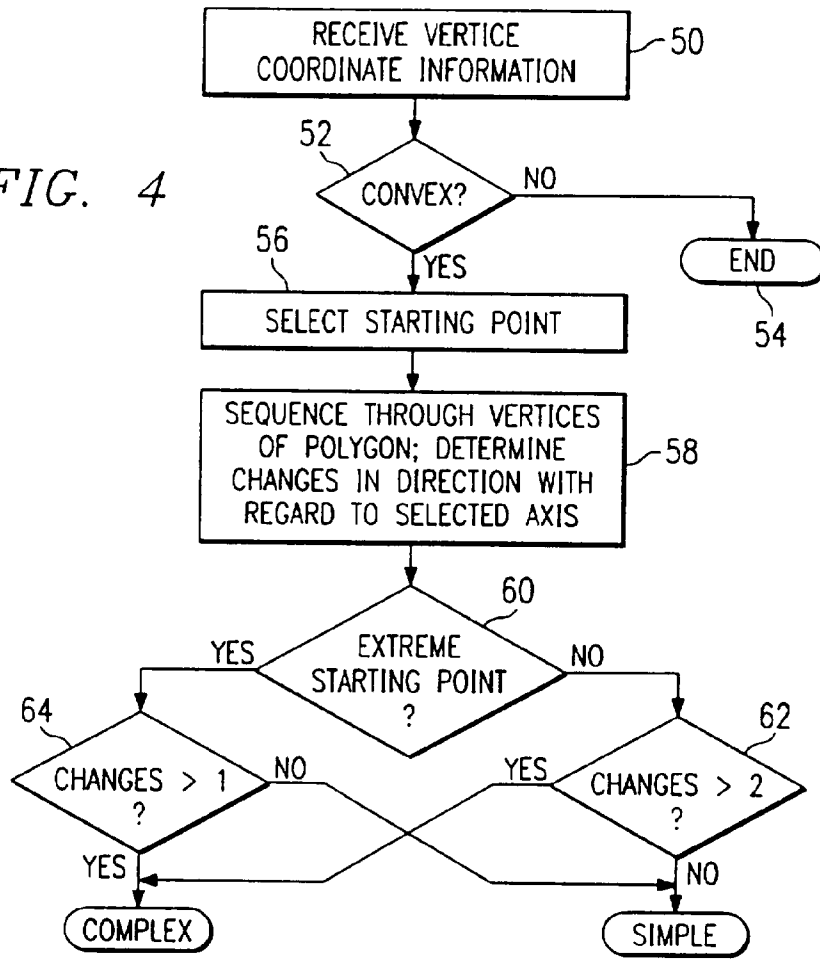 RECEIVE VERTICE
COORDINATE INFORMATION
50
FIG. 4
52
CONVEX?
NO
YES
END
54
56
SELECT STARTING POINT
SEQUENCE THROUGH VERTICES
OF POLYGON; DETERMINE
CHANGES IN DIRECTION WITH
REGARD TO SELECTED AXIS
58
60
EXTREME
STARTING POINT
?
YES
NO
64
CHANGES > 1
?
NO
YES
62
CHANGES > 2
?
YES
NO
COMPLEX
SIMPLE